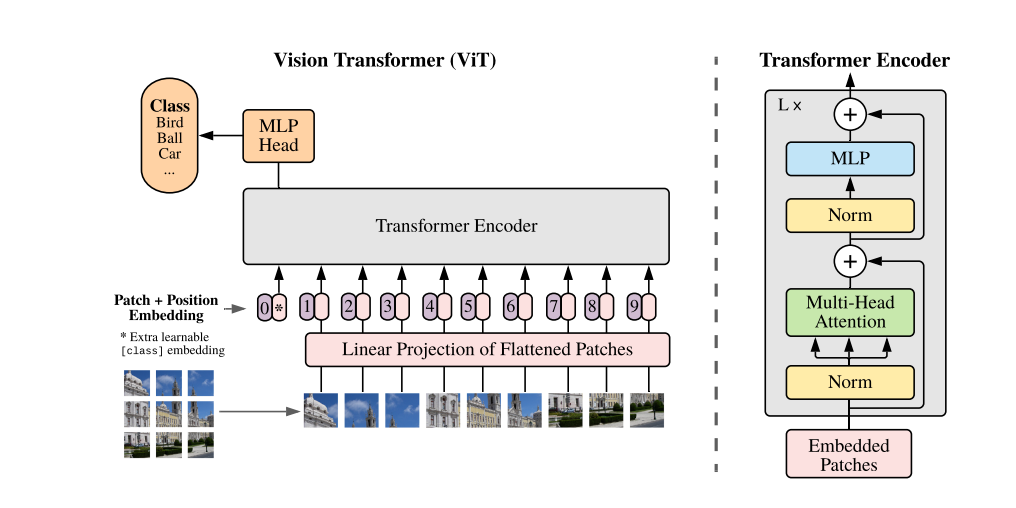 Vision Transformer (ViT)
Class
Bird
Ball
Car
...
MLP
Head
Transformer Encoder
Patch + Position
Embedding
* Extra learnable
[class] embedding
0 * 1 2 3 4 5 6 7 8 9
Linear Projection of Flattened Patches
Transformer Encoder
L x
+
MLP
Norm
+
Multi-Head
Attention
Norm
Embedded
Patches